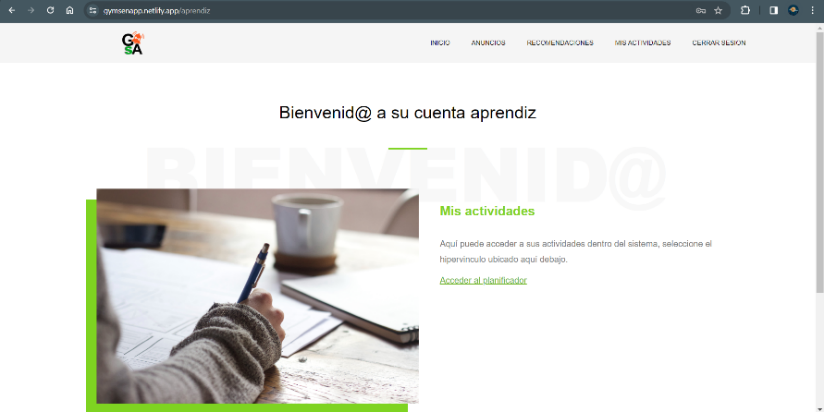 gymsenapp.netlify.app/aprendiz
GSA
INICIO ANUNCIOS RECOMENDACIONES MIS ACTIVIDADES CERRAR SESION
Bienvenid@ a su cuenta aprendiz
BIENVENID@
Mis actividades
Aquí puede acceder a sus actividades dentro del sistema, seleccione el
hipervínculo ubicado aquí debajo.
Acceder al planificador